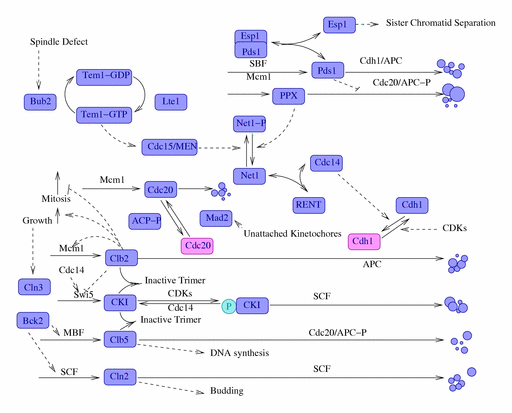 Esp1
Sister Chromatid Separation
Spindle Defect
Esp1
Pds1
SBF
Cdh1/APC
Pds1
Tem1-GDP
Mcm1
Cdc20/APC-P
Bub2
Lte1
PPX
Tem1-GTP
Net1-P
Cdc15/MEN
Cdc14
Net1
Mcm1
Cdc20
Mitosis
RENT
Cdh1
Growth
ACP-P
Mad2
Unattached Kinetochores
CDKs
Cdh1
Cdc20
Mcm1
Clb2
APC
Cdc14
Inactive Trimer
Cln3
Swi5
CDKs
SCF
CKI
P
CKI
Cdc14
Bck2
Inactive Trimer
MBF
Cdc20/APC-P
Clb5
DNA synthesis
SCF
Cln2
SCF
Budding